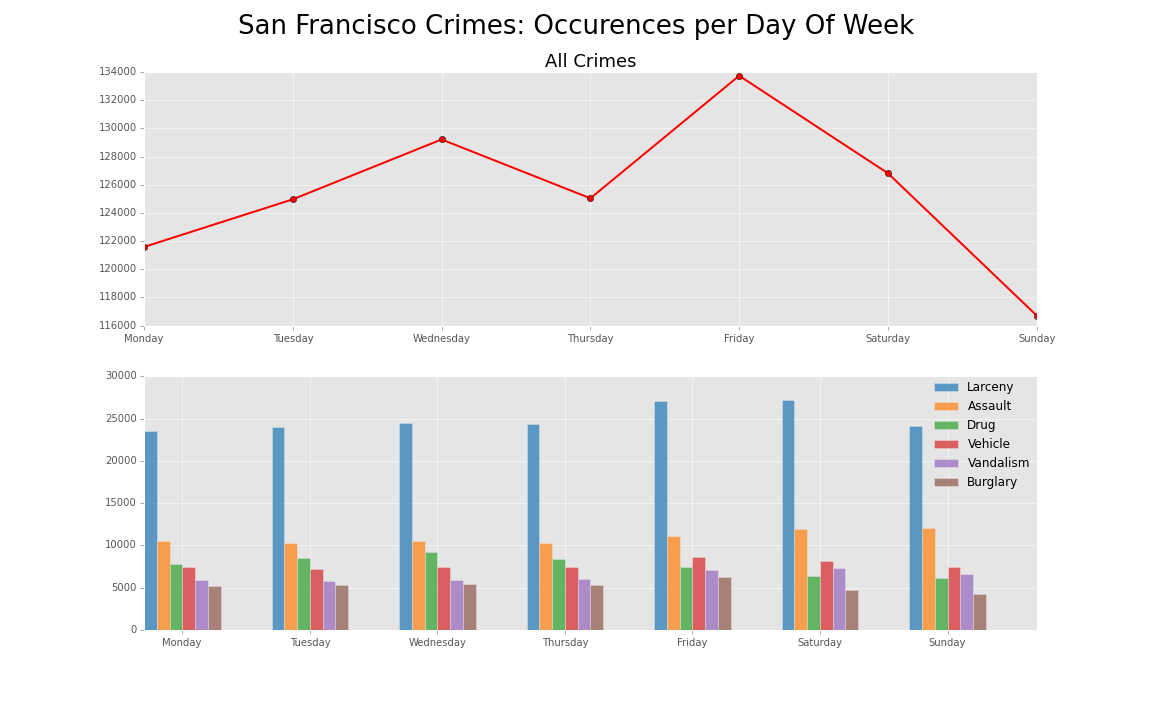 San Francisco Crimes: Occurences per Day Of Week
All Crimes
134000
132000
130000
128000
126000
124000
122000
120000
118000
116000
Monday Tuesday Wednesday Thursday Friday Saturday Sunday
30000
25000
20000
15000
10000
5000
0
Larceny
Assault
Drug
Vehicle
Vandalism
Burglary
Monday Tuesday Wednesday Thursday Friday Saturday Sunday